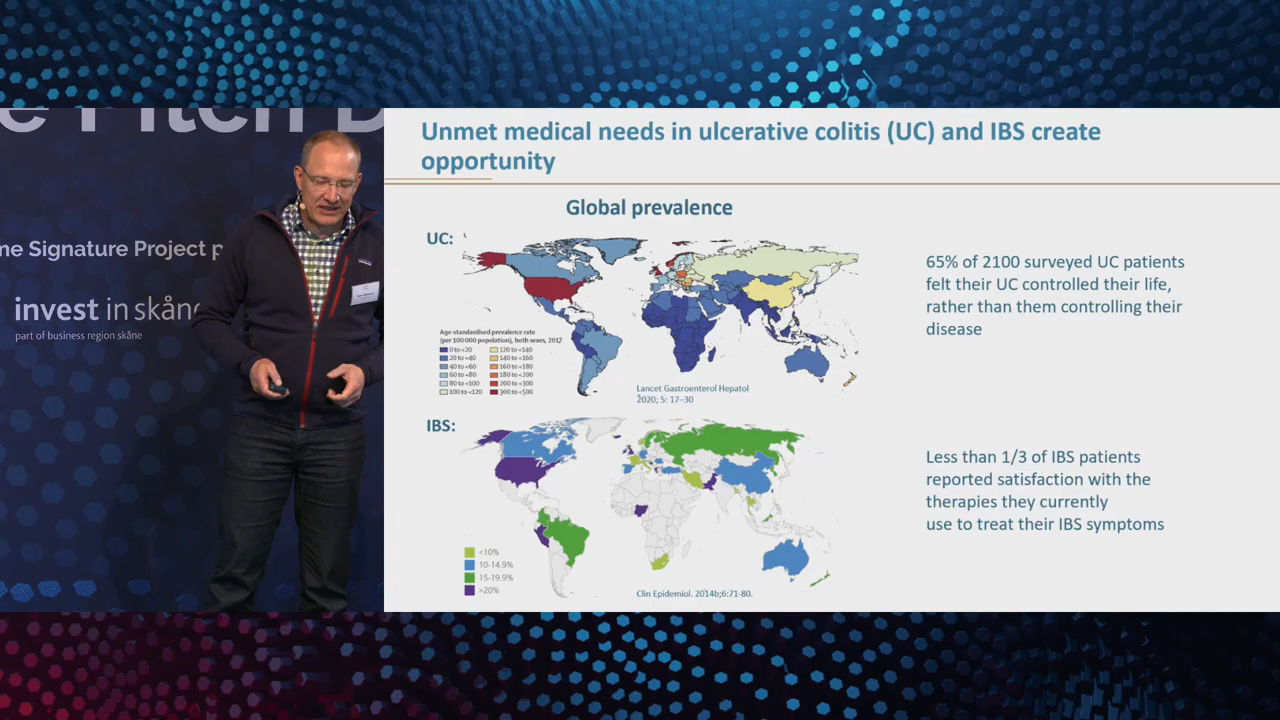 e Pitch D
me Signature Project p
invest in skåne
part of business region skåne
Unmet medical needs in ulcerative colitis (UC) and IBS create
opportunity
Global prevalence
UC:
Age-standardised prevalence rate
(per 100 000 population), both sexes, 2017
0 to <20
20 to <40
40 to <60
60 to <80
80 to <100
100 to <120
120 to <140
140 to <160
160 to <180
180 to <200
200 to <300
300 to <500
Lancet Gastroenterol Hepatol
2020; 5: 17–30
65% of 2100 surveyed UC patients
felt their UC controlled their life,
rather than them controlling their
disease
IBS:
<10%
10-14.9%
15-19.9%
>20%
Clin Epidemiol. 2014b;6:71-80.
Less than 1/3 of IBS patients
reported satisfaction with the
therapies they currently
use to treat their IBS symptoms